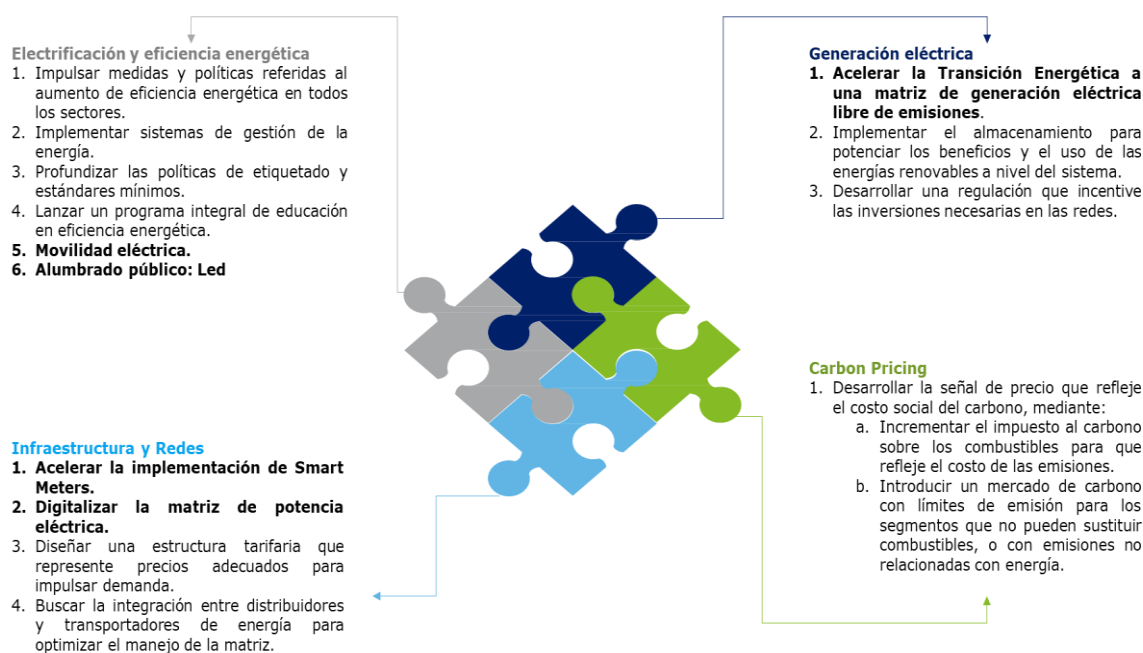 Electrificación y eficiencia energética
1. Impulsar medidas y políticas referidas al
aumento de eficiencia energética en todos
los sectores.
2. Implementar sistemas de gestión de la
energía.
3. Profundizar las políticas de etiquetado y
estándares mínimos.
4. Lanzar un programa integral de educación
en eficiencia energética.
5. Movilidad eléctrica.
6. Alumbrado público: Led
Generación eléctrica
1. Acelerar la Transición Energética a
una matriz de generación eléctrica
libre de emisiones.
2. Implementar el almacenamiento para
potenciar los beneficios y el uso de las
energías renovables a nivel del sistema.
3. Desarrollar una regulación que incentive
las inversiones necesarias en las redes.
Infraestructura y Redes
1. Acelerar la implementación de Smart
Meters.
2. Digitalizar la matriz de potencia
eléctrica.
3. Diseñar una estructura tarifaria que
represente precios adecuados para
impulsar demanda.
4. Buscar la integración entre distribuidores
y transportadores de energía para
optimizar el manejo de la matriz.
Carbon Pricing
1. Desarrollar la señal de precio que refleje
el costo social del carbono, mediante:
a. Incrementar el impuesto al carbono
sobre los combustibles para que
refleje el costo de las emisiones.
b. Introducir un mercado de carbono
con límites de emisión para los
segmentos que no pueden sustituir
combustibles, o con emisiones no
relacionadas con energía.